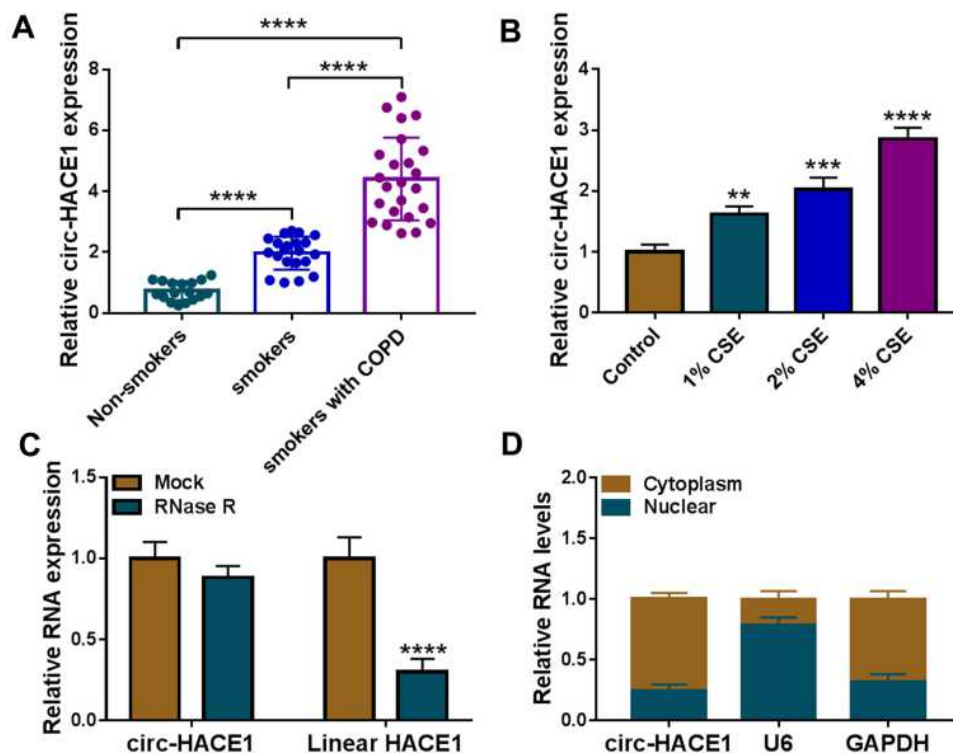 A
Relative circ-HACE1 expression
8
6
4
2
0
****
****
****
Non-smokers
smokers
smokers with COPD
B
Relative circ-HACE1 expression
4
3
2
1
0
**
***
****
Control
1% CSE
2% CSE
4% CSE
C
Relative RNA expression
1.5
1.0
0.5
0.0
Mock
RNase R
****
circ-HACE1
Linear HACE1
D
Relative RNA levels
2.0
1.5
1.0
0.5
0.0
Cytoplasm
Nuclear
circ-HACE1
U6
GAPDH